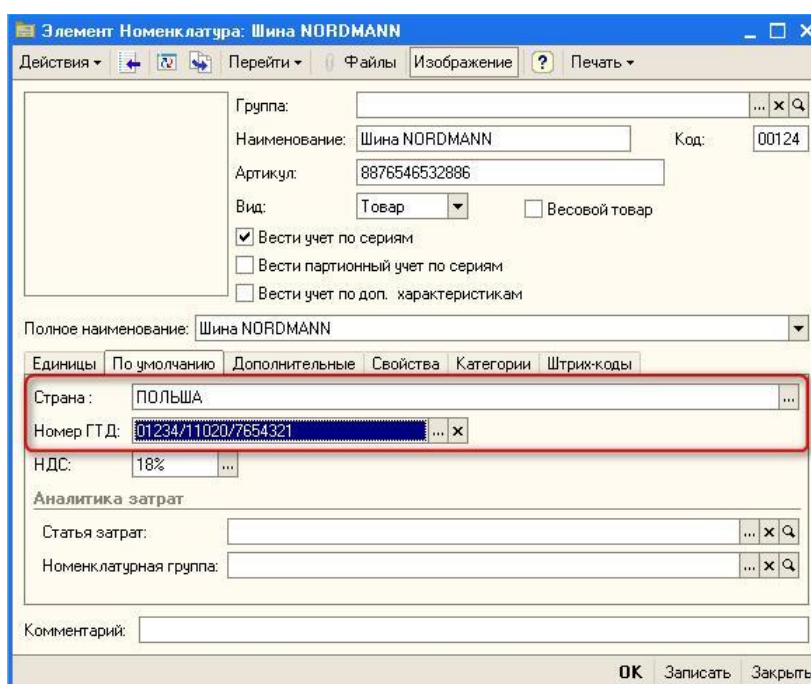 Элемент Номенклатура: Шина NORDMANN
Действия Перейти Файлы Изображение ? Печать
Группа: ...
Наименование: Шина NORDMANN Код: 00124
Артикул: 8876546532886
Вид: Товар Весовой товар
Вести учет по сериям
Вести партионный учет по сериям
Вести учет по доп. характеристикам
Полное наименование: Шина NORDMANN
Единицы По умолчанию Дополнительные Свойства Категории Штрих-коды
Страна : ПОЛЬША ...
Номер ГТД: 01234/11020/7654321 ...
НДС: 18% ...
Аналитика затрат
Статья затрат: ...
Номенклатурная группа: ...
Комментарий:
OK Записать Закрыть